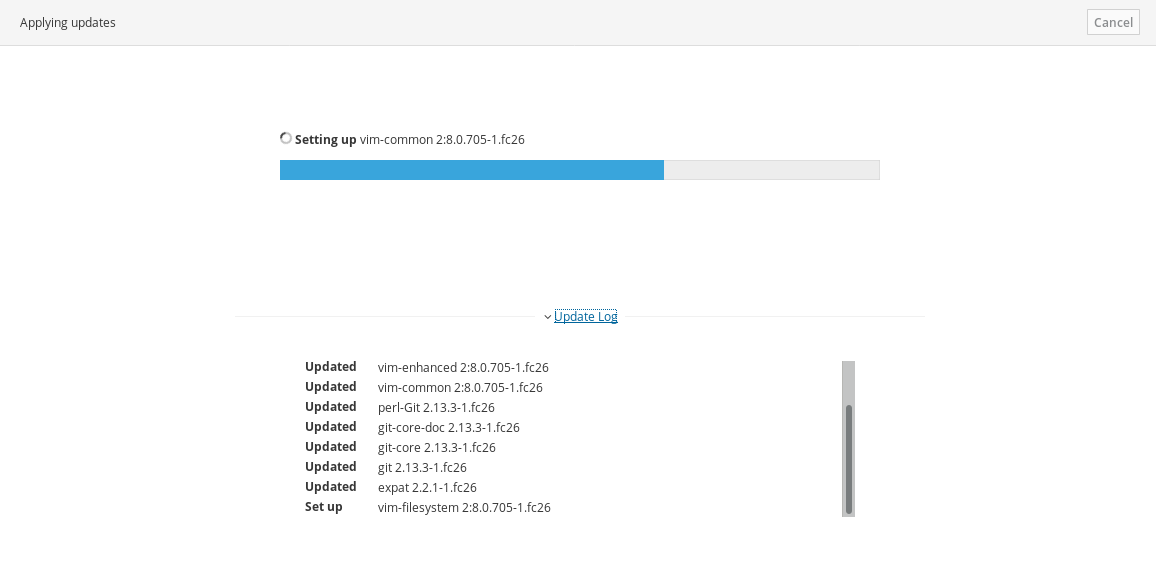 Applying updates
Cancel
Setting up vim-common 2:8.0.705-1.fc26
Update Log
Updated vim-enhanced 2:8.0.705-1.fc26
Updated vim-common 2:8.0.705-1.fc26
Updated perl-Git 2.13.3-1.fc26
Updated git-core-doc 2.13.3-1.fc26
Updated git-core 2.13.3-1.fc26
Updated git 2.13.3-1.fc26
Updated expat 2.2.1-1.fc26
Set up vim-filesystem 2:8.0.705-1.fc26